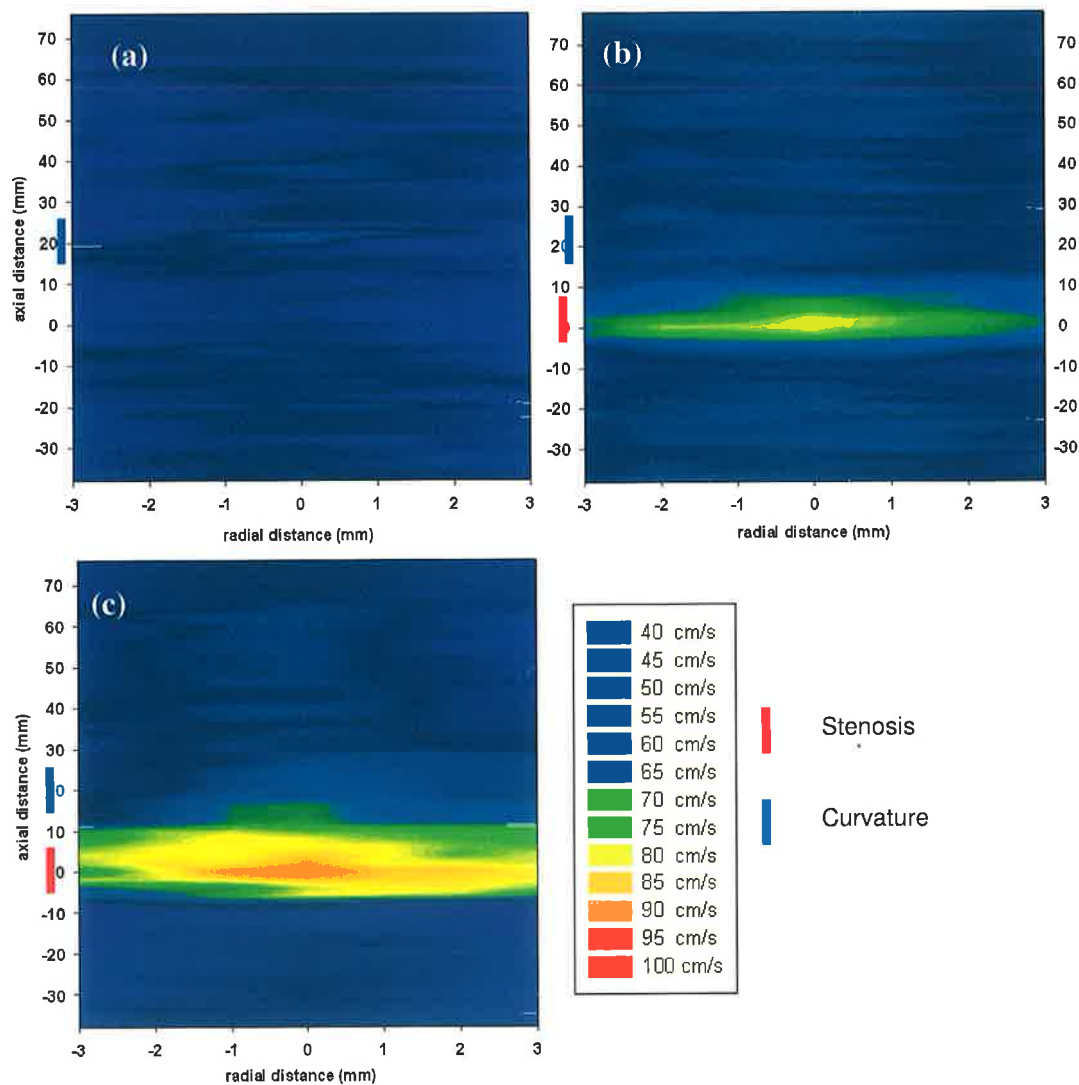 (a)
70
60
50
40
30
20
10
0
-10
-20
-30
axial distance (mm)
-3
-2
-1
0
1
2
3
radial distance (mm)
(b)
70
60
50
40
30
20
10
0
-10
-20
-30
-3
-2
-1
0
1
2
3
radial distance (mm)
70
60
50
40
30
20
10
0
-10
-20
-30
(c)
70
60
50
40
30
20
10
0
-10
-20
-30
axial distance (mm)
-3
-2
-1
0
1
2
3
radial distance (mm)
40 cm/s
45 cm/s
50 cm/s
55 cm/s
60 cm/s
65 cm/s
70 cm/s
75 cm/s
80 cm/s
85 cm/s
90 cm/s
95 cm/s
100 cm/s
Stenosis
Curvature